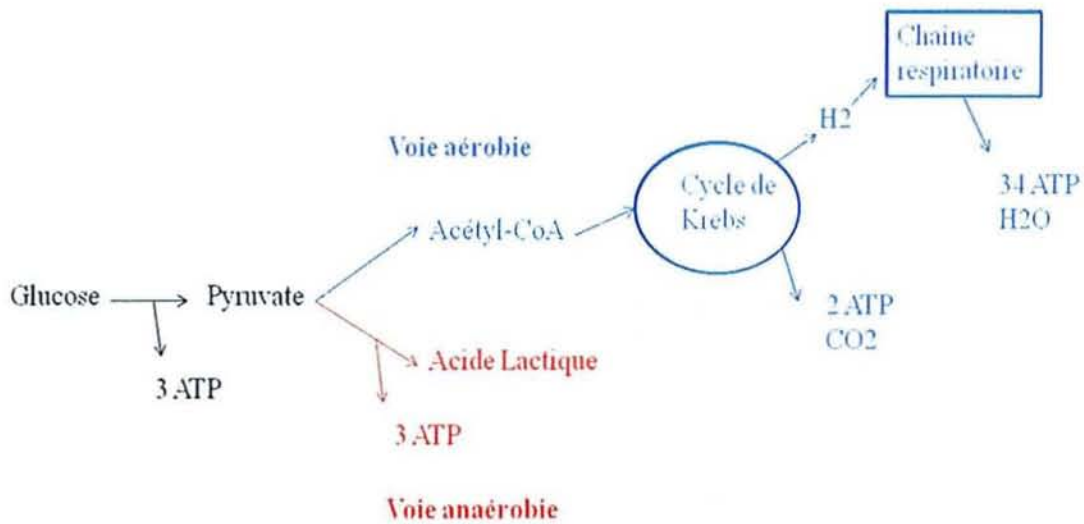 Chaine
respiratoire
H2
Voie aérobie
34 ATP
H2O
Cycle de
Krebs
Acétyl-CoA
Glucose
Pyruvate
2 ATP
CO2
Acide Lactique
3 ATP
3 ATP
Voie anaérobie